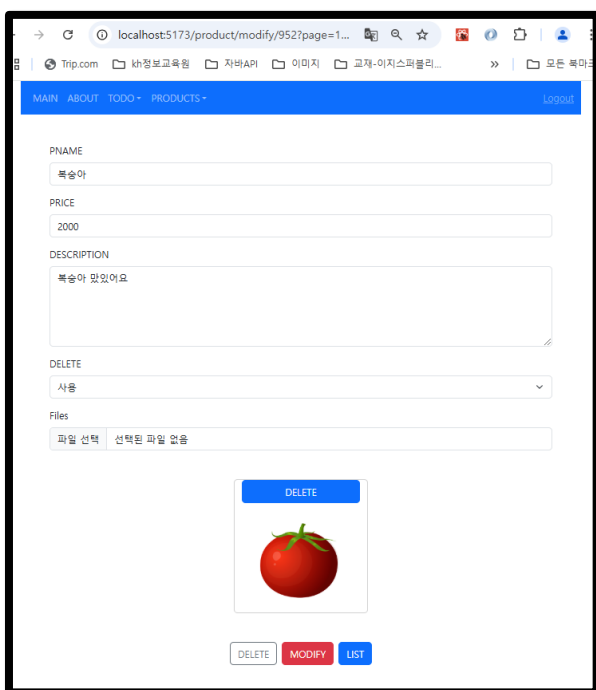 localhost:5173/product/modify/952?page=1...
Trip.com kh정보교육원 자바API 이미지 교재-이지스퍼블리... » 모든 북마크
MAIN ABOUT TODO PRODUCTS Logout
PNAME
복숭아
PRICE
2000
DESCRIPTION
복숭아 맛있어요
DELETE
사용
Files
파일 선택 선택된 파일 없음
DELETE
DELETE MODIFY LIST